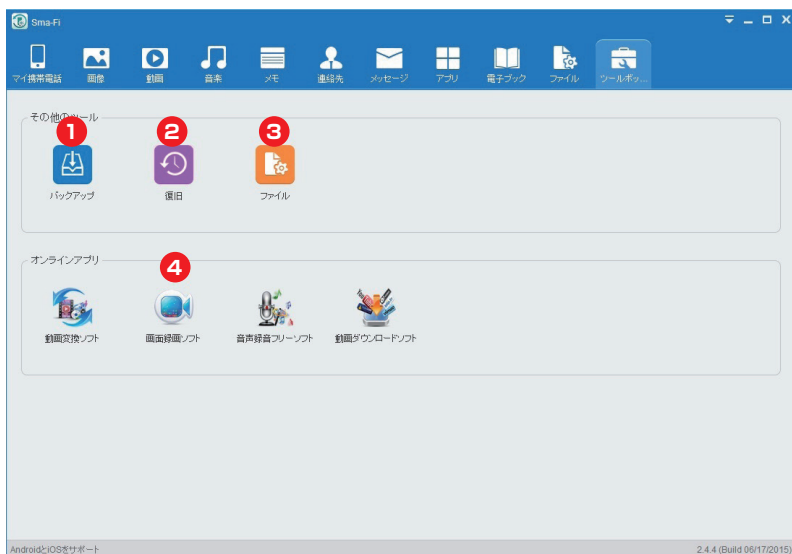 Sma-Fi
マイ携帯電話 画像 動画 音楽 メモ 連絡先 メッセージ アプリ 電子ブック ファイル ツールボッ...
その他のツール
1 2 3
バックアップ 復旧 ファイル
オンラインアプリ
4
動画変換ソフト 画面録画ソフト 音声録音フリーソフト 動画ダウンロードソフト
AndroidとiOSをサポート 2.4.4 (Build 06/17/2015)